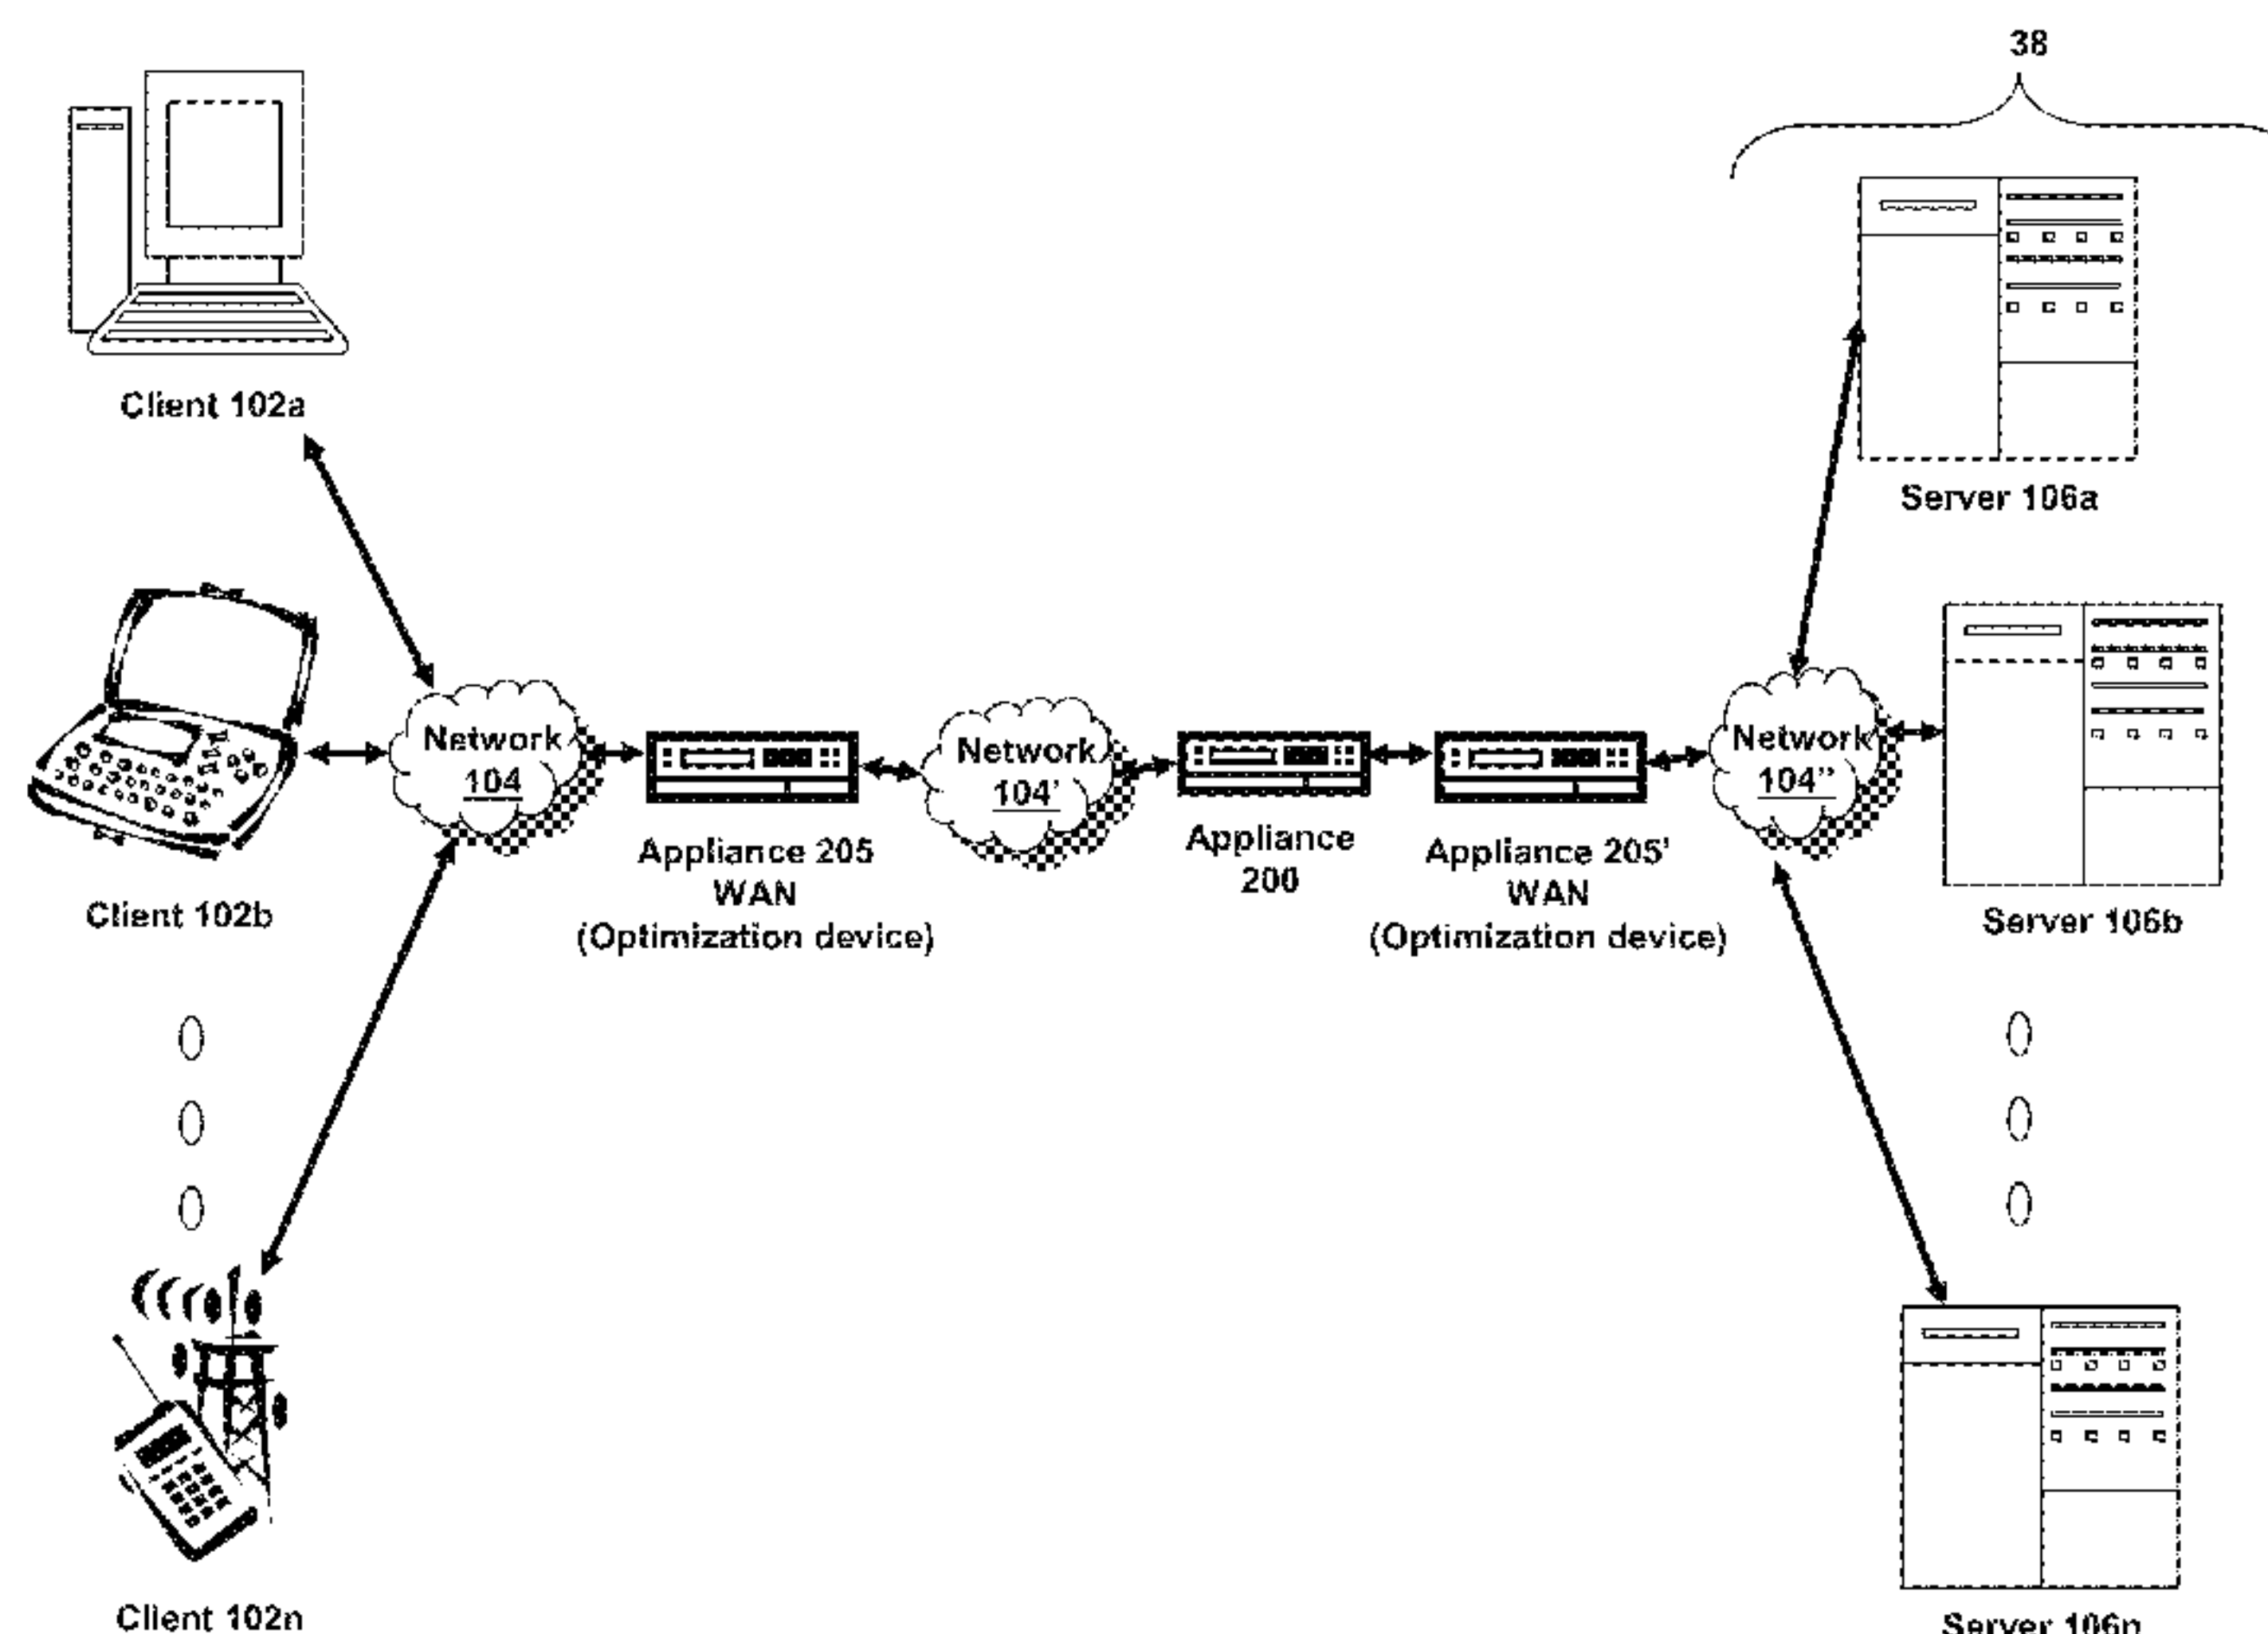 38
Client 102a
Server 106a
Network
104
Network
104'
Network
104''
Appliance 205
WAN
(Optimization device)
Appliance
200
Appliance 205'
WAN
(Optimization device)
Client 102b
Server 106b
Client 102n
Server 106n